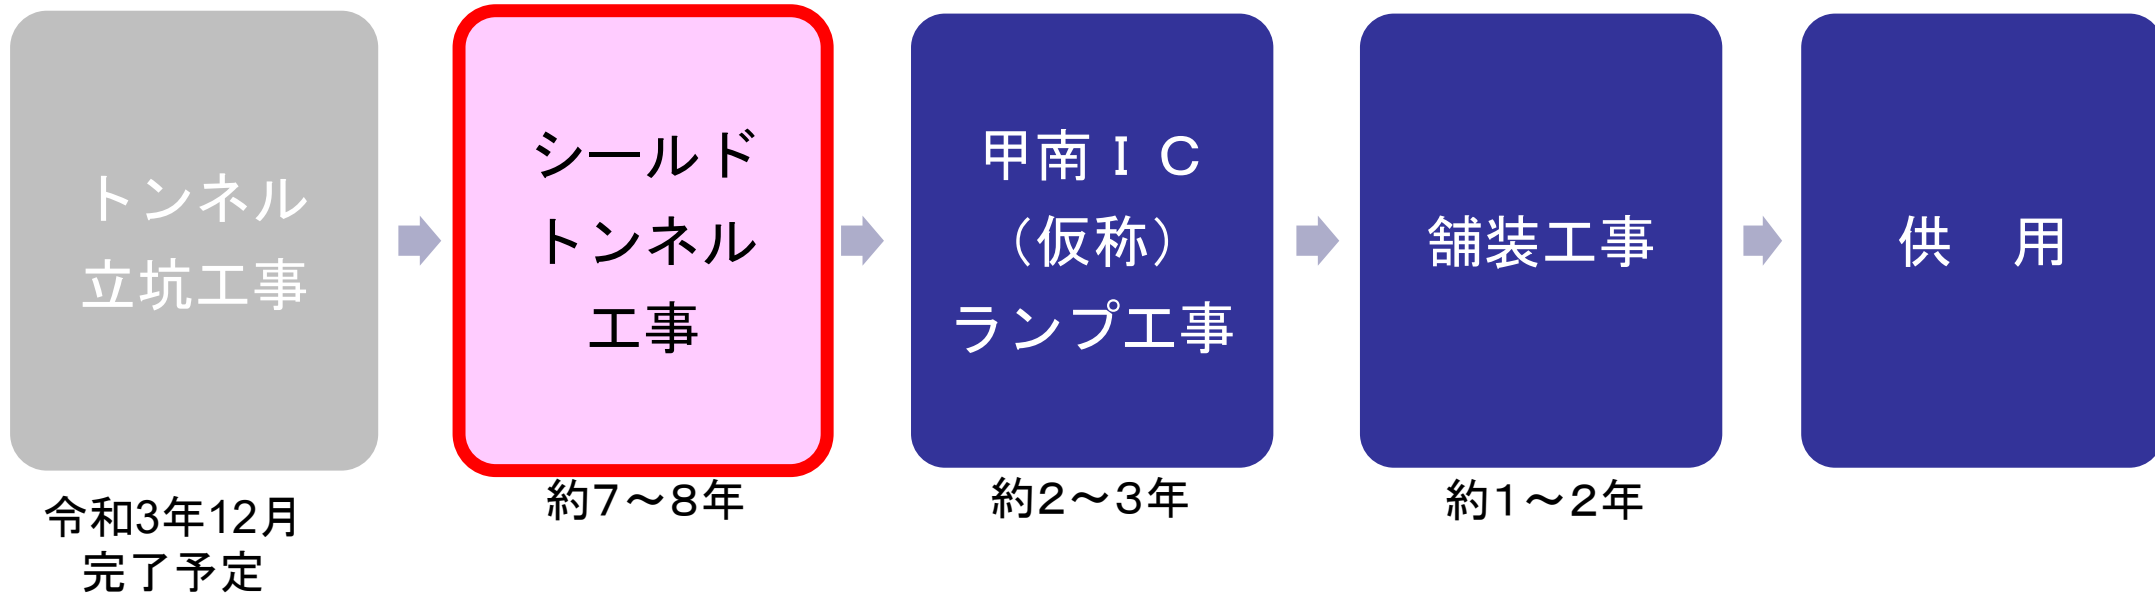 トンネル
立坑工事
令和3年12月
完了予定
シールド
トンネル
工事
約7～8年
甲南ＩＣ
（仮称）
ランプ工事
約2～3年
舗装工事
約1～2年
供　用